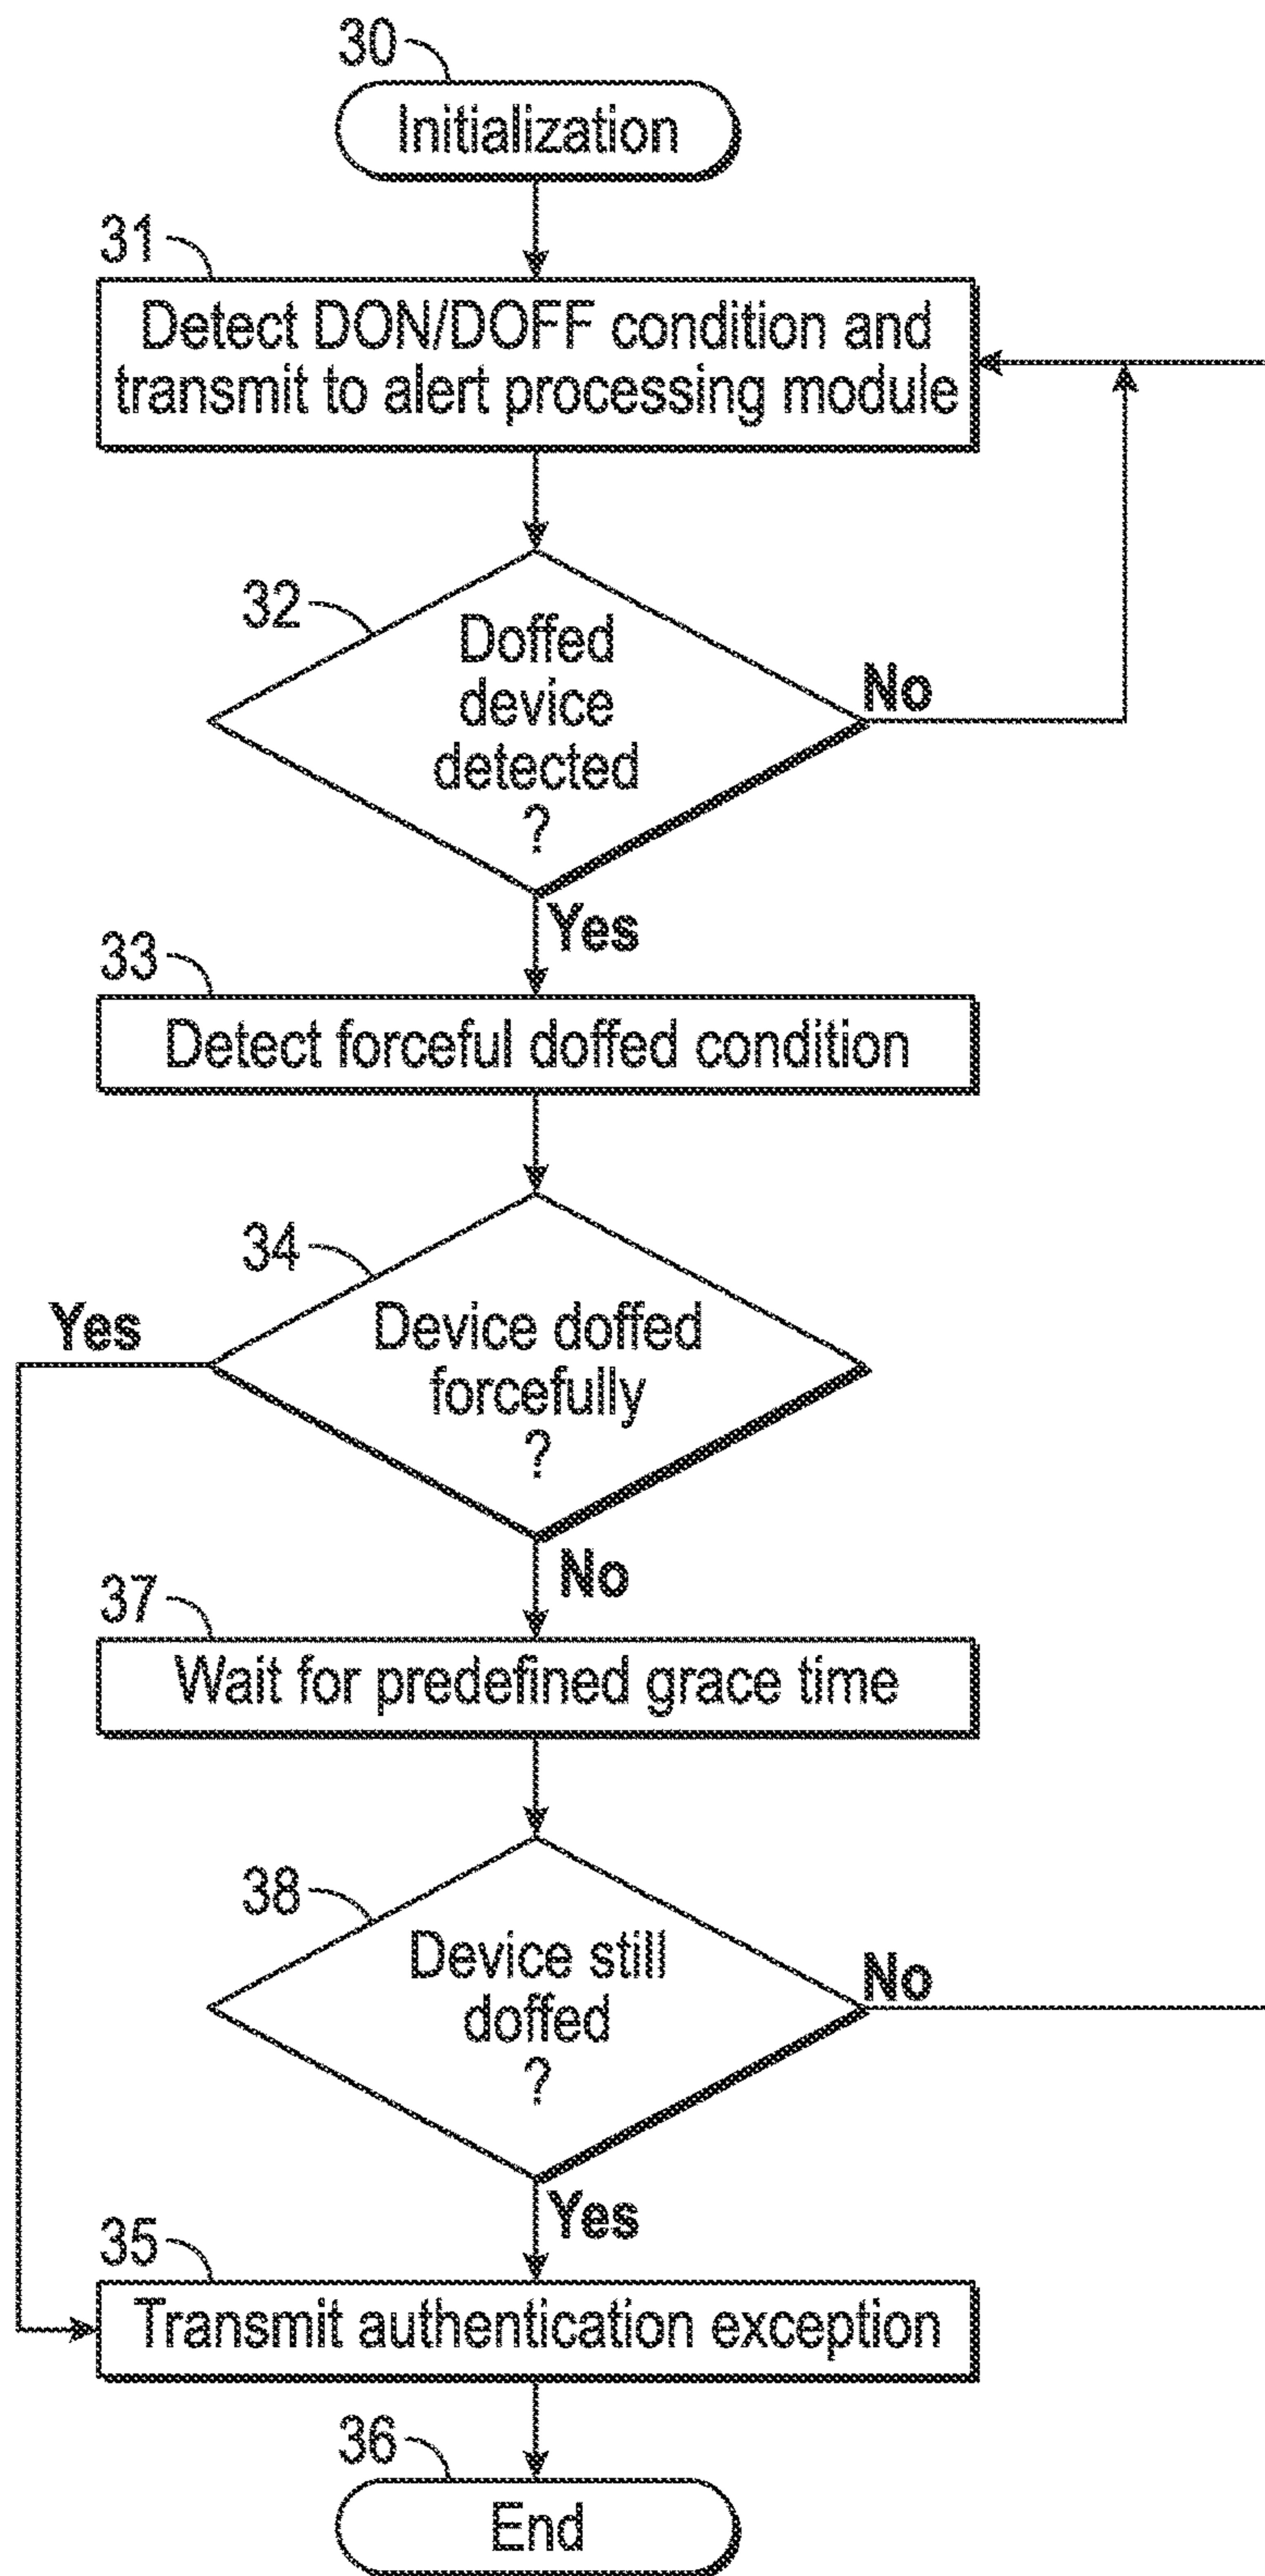 30
Initialization
31
Detect DON/DOFF condition and
transmit to alert processing module
32
Doffed
device
detected
?
No
Yes
33
Detect forceful doffed condition
34
Device doffed
forcefully
?
Yes
No
37
Wait for predefined grace time
38
Device still
doffed
?
No
Yes
35
Transmit authentication exception
36
End